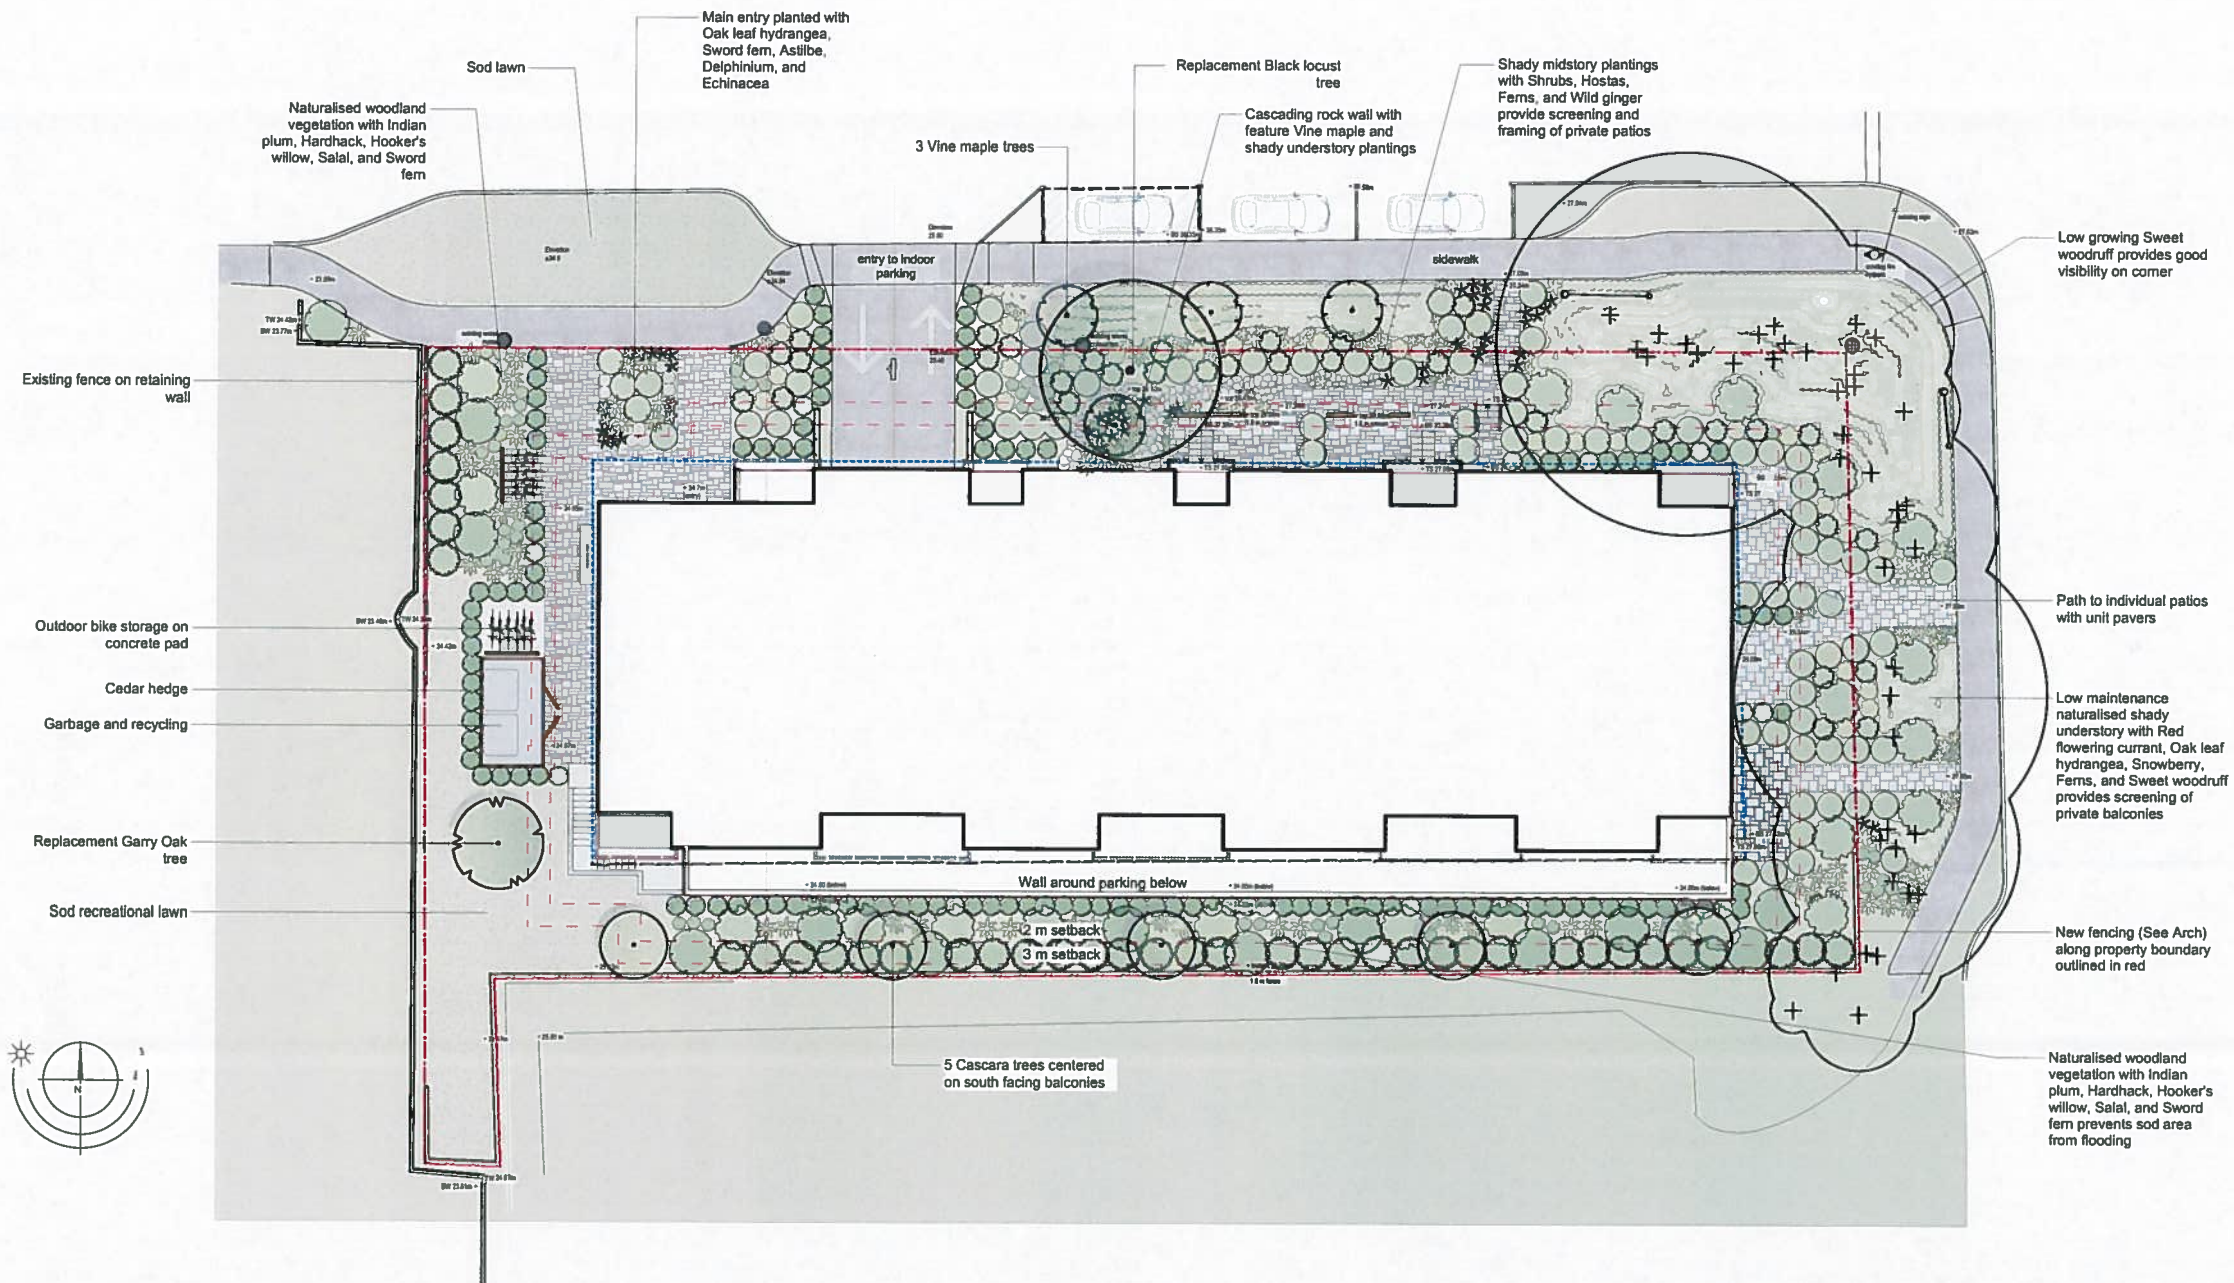 Main entry planted with
Oak leaf hydrangea,
Sword fern, Astilbe,
Delphinium, and
Echinacea
Sod lawn
Replacement Black locust
tree
Shady midstory plantings
with Shrubs, Hostas,
Ferns, and Wild ginger
provide screening and
framing of private patios
Naturalised woodland
vegetation with Indian
plum, Hardhack, Hooker's
willow, Salal, and Sword
fern
Cascading rock wall with
feature Vine maple and
shady understory plantings
3 Vine maple trees
Low growing Sweet
woodruff provides good
visibility on corner
entry to indoor
parking
sidewalk
Existing fence on retaining
wall
Outdoor bike storage on
concrete pad
Path to individual patios
with unit pavers
Cedar hedge
Garbage and recycling
Low maintenance
naturalised shady
understory with Red
flowering currant, Oak leaf
hydrangea, Snowberry,
Ferns, and Sweet woodruff
provides screening of
private balconies
Replacement Garry Oak
tree
Wall around parking below
Sod recreational lawn
2 m setback
3 m setback
New fencing (See Arch)
along property boundary
outlined in red
5 Cascara trees centered
on south facing balconies
Naturalised woodland
vegetation with Indian
plum, Hardhack, Hooker's
willow, Salal, and Sword
fern prevents sod area
from flooding
N